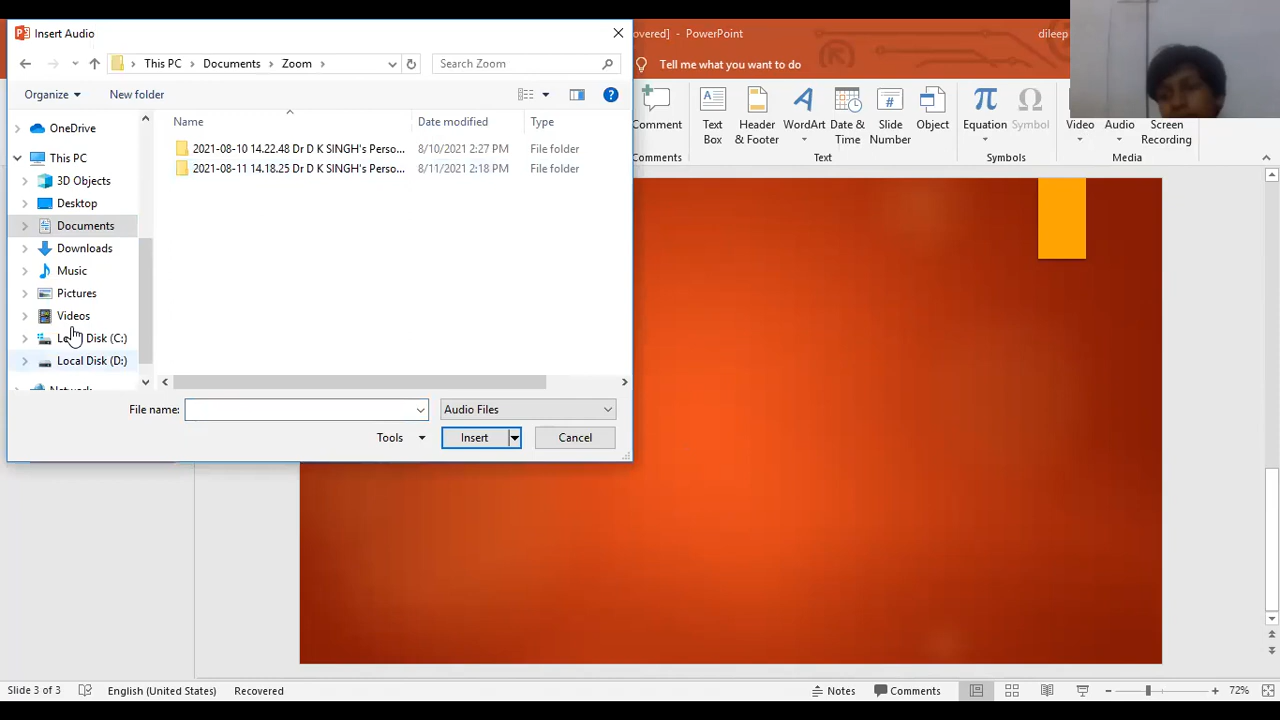 Insert Audio
overed] - PowerPoint
dileep
This PC
Documents
Zoom
Search Zoom
Tell me what you want to do
Organize
New folder
Comment
Text
Box
Header
& Footer
WordArt
Date &
Time
Slide
Number
Object
Equation
Symbol
Video
Audio
Screen
Recording
omments
Text
Symbols
Media
Name
Date modified
Type
OneDrive
This PC
3D Objects
Desktop
Documents
Downloads
Music
Pictures
Videos
Disk (C:)
Local Disk (D:)
2021-08-10 14.22.48 Dr D K SINGH's Perso...
8/10/2021 2:27 PM
File folder
2021-08-11 14.18.25 Dr D K SINGH's Perso...
8/11/2021 2:18 PM
File folder
File name:
Audio Files
Tools
Insert
Cancel
Slide 3 of 3
English (United States)
Recovered
Notes
Comments
72%